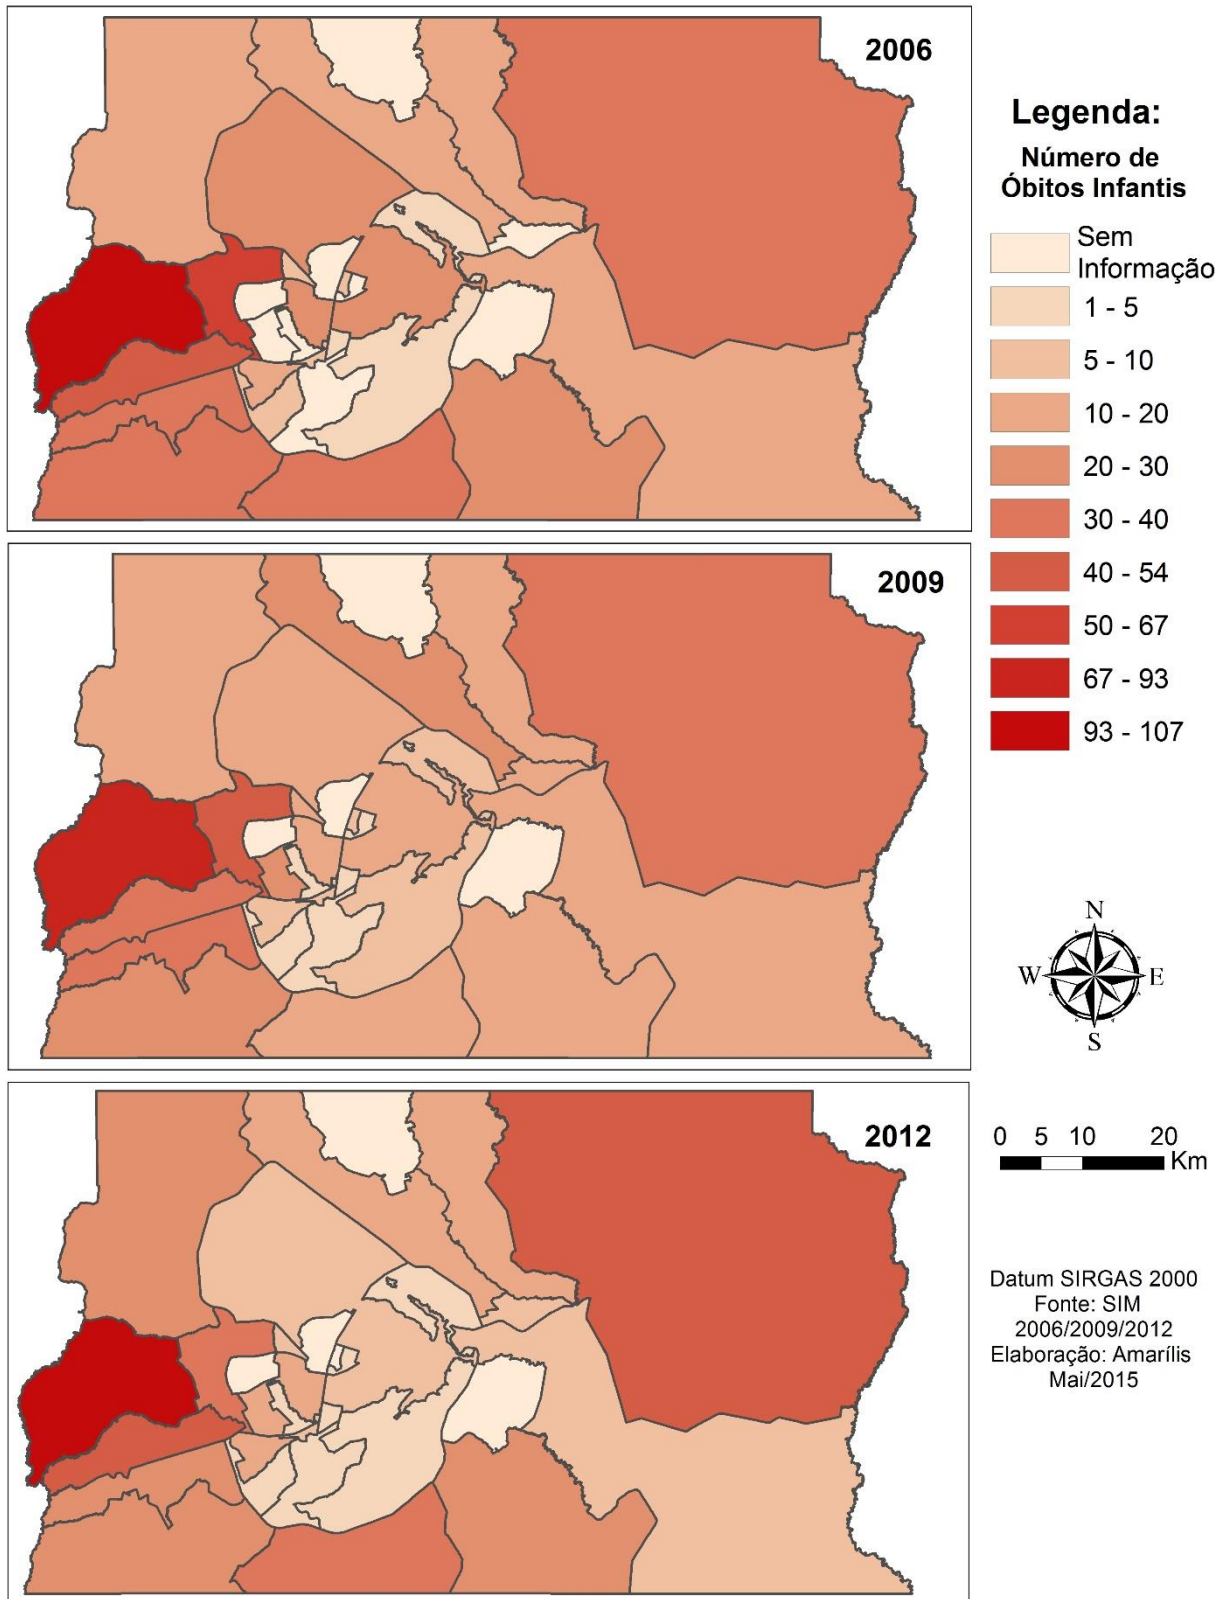 2006
2009
2012
Legenda:
Número de
Óbitos Infantis
Sem
Informação
1 - 5
5 - 10
10 - 20
20 - 30
30 - 40
40 - 54
50 - 67
67 - 93
93 - 107
N
W E
S
0 5 10 20
Km
Datum SIRGAS 2000
Fonte: SIM
2006/2009/2012
Elaboração: Amarílis
Mai/2015